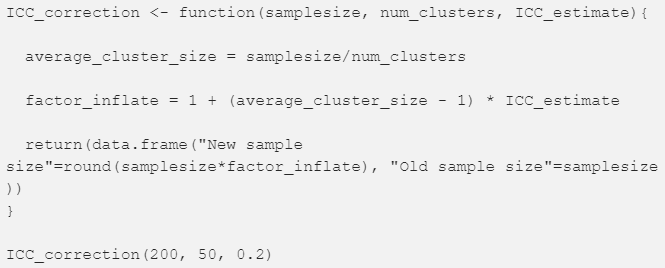 ICC_correction <- function(samplesize, num_clusters, ICC_estimate){
average_cluster_size = samplesize/num_clusters
factor_inflate = 1 + (average_cluster_size - 1) * ICC_estimate
return(data.frame("New sample
size"=round(samplesize*factor_inflate), "Old sample size"=samplesize
))
}
ICC_correction(200, 50, 0.2)